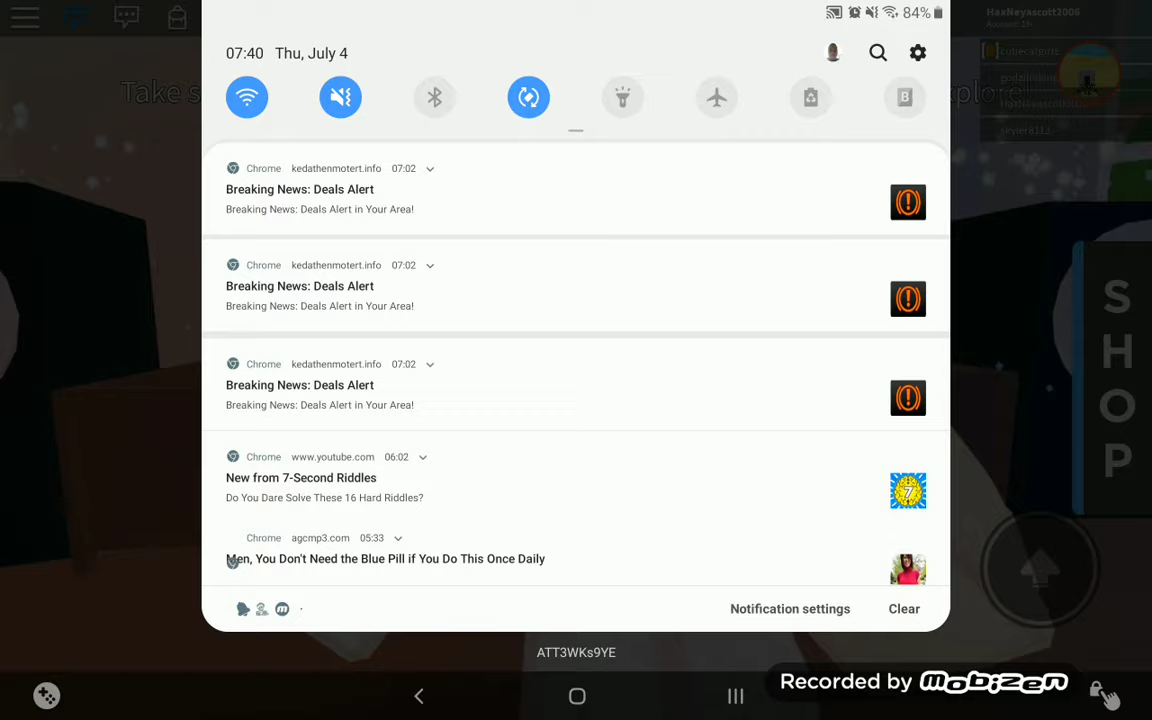 HaxNeyascott2006
84%
07:40 Thu, July 4
Take s
plore
B
Chrome kedathenmotert.info 07:02
Breaking News: Deals Alert
Breaking News: Deals Alert in Your Area!
Chrome kedathenmotert.info 07:02
Breaking News: Deals Alert
Breaking News: Deals Alert in Your Area!
Chrome kedathenmotert.info 07:02
Breaking News: Deals Alert
Breaking News: Deals Alert in Your Area!
Chrome www.youtube.com 06:02
New from 7-Second Riddles
Do You Dare Solve These 16 Hard Riddles?
7
Chrome agcmp3.com 05:33
Men, You Don't Need the Blue Pill if You Do This Once Daily
Notification settings Clear
SHOP
ATT3WKs9YE
Recorded by mobizen